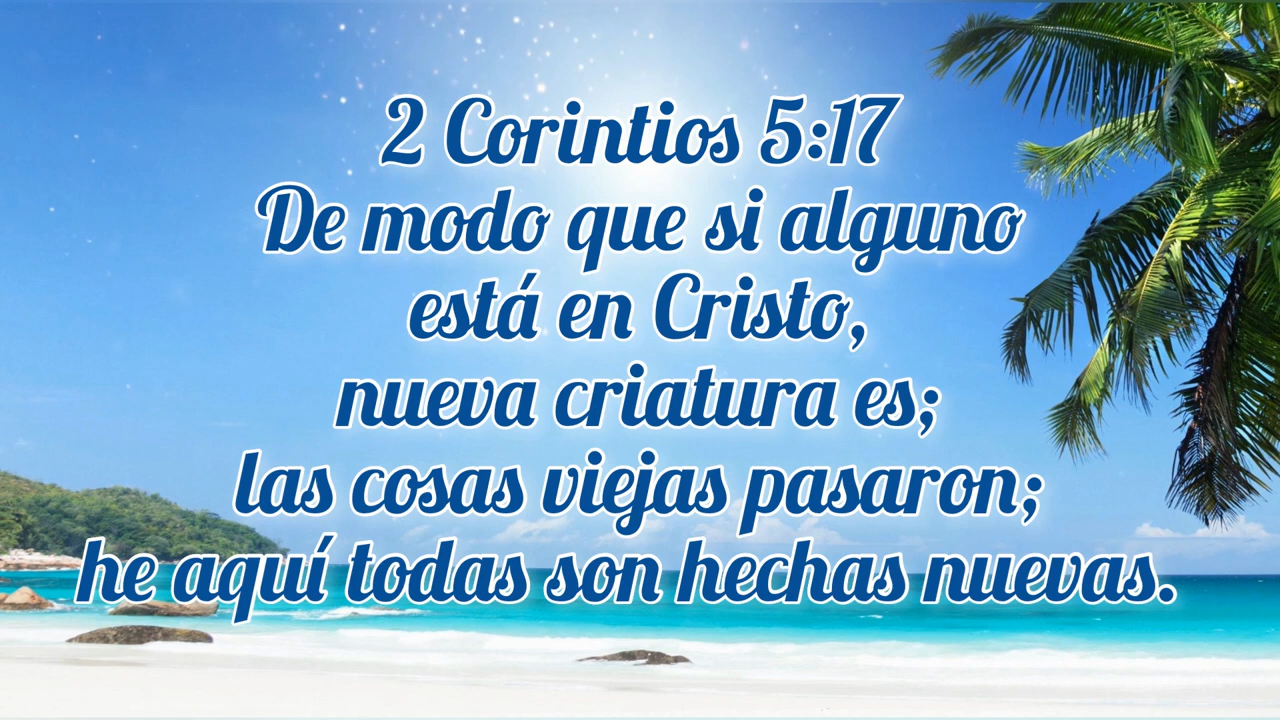 2 Corintios 5:17
De modo que si alguno
está en Cristo,
nueva criatura es;
las cosas viejas pasaron;
he aquí todas son hechas nuevas.